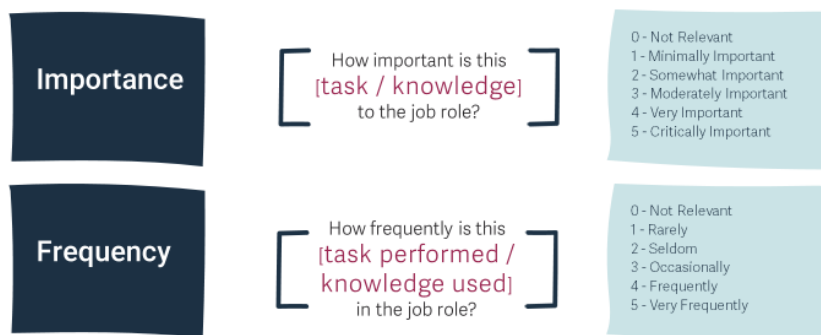 Importance
How important is this
[task / knowledge]
to the job role?
0 - Not Relevant
1 - Minimally Important
2 - Somewhat Important
3 - Moderately Important
4 - Very Important
5 - Critically Important
Frequency
How frequently is this
[task performed /
knowledge used]
in the job role?
0 - Not Relevant
1 - Rarely
2 - Seldom
3 - Occasionally
4 - Frequently
5 - Very Frequently